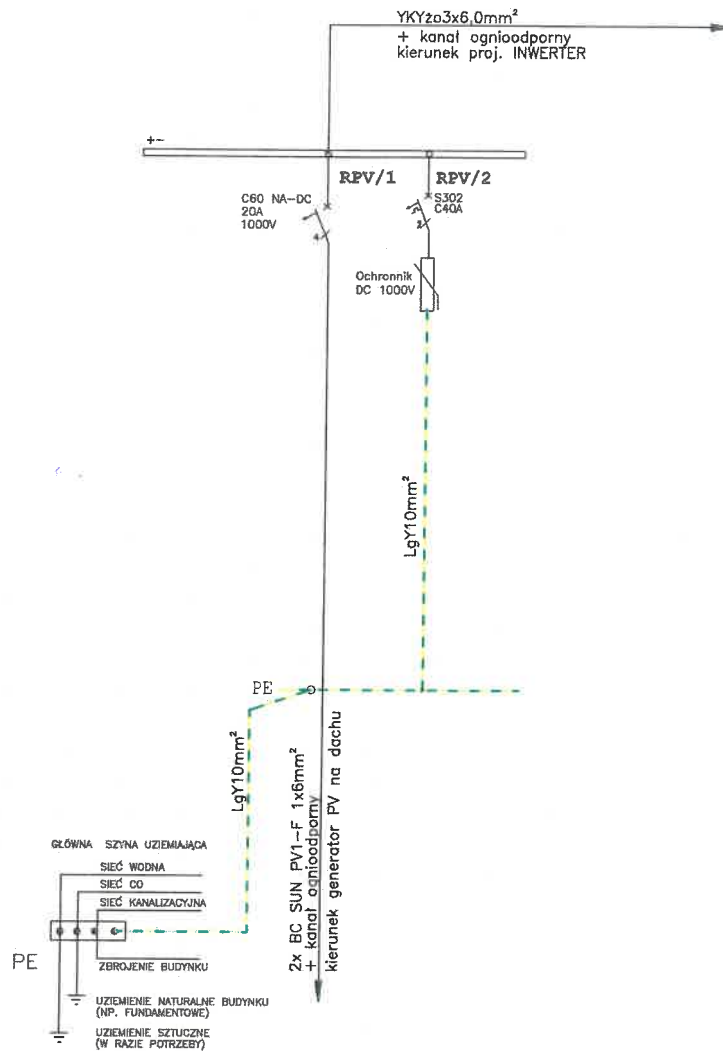 YKYżo3x6,0mm²
+ kanał ognioodporny
kierunek proj. INWERTER
+-
RPV/1
RPV/2
C60 NA-DC
20A
1000V
4
S302
C40A
2
Ochronnik
DC 1000V
LgY10mm²
PE
LgY10mm²
2x BC SUN PV1-F 1x6mm²
+ kanał ognioodporny
kierunek generator PV na dachu
GŁÓWNA SZYNA UZIEMIAJĄCA
SIEĆ WODNA
SIEĆ CO
SIEĆ KANALIZACYJNA
PE
ZBROJENIE BUDYNKU
UZIEMIENIE NATURALNE BUDYNKU
(NP. FUNDAMENTOWE)
UZIEMIENIE SZTUCZNE
(W RAZIE POTRZEBY)